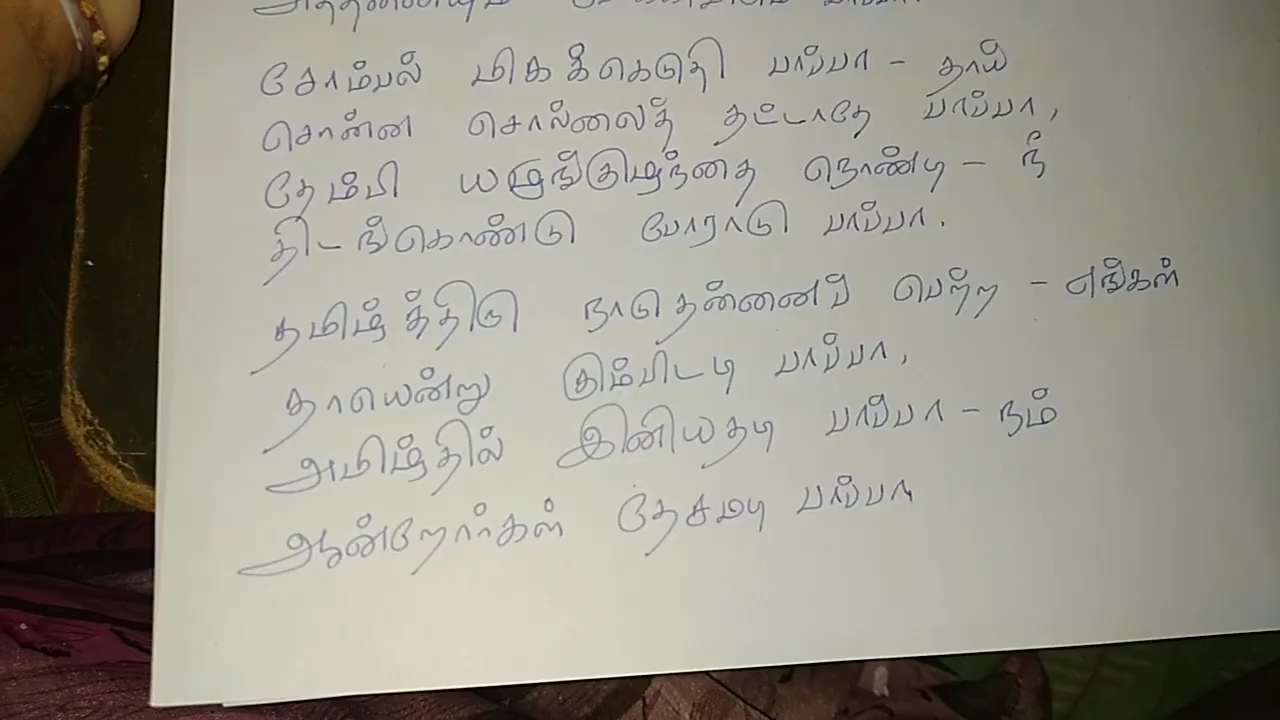 சோம்பல் மிகக்கெடுதி பாப்பா - தாய்
சொன்ன சொல்லைத் தட்டாதே பாப்பா,
தேம்பி யழுங்குழந்தை நொண்டி - நீ
திடங்கொண்டு போராடு பாப்பா.
தமிழ்த்திரு நாடுதன்னைப் பெற்ற - எங்கள்
தாயென்று கும்பிடடி பாப்பா,
அமிழ்தில் இனியதடி பாப்பா - நம்
ஆன்றோர்கள் தேசமடி பாப்பா